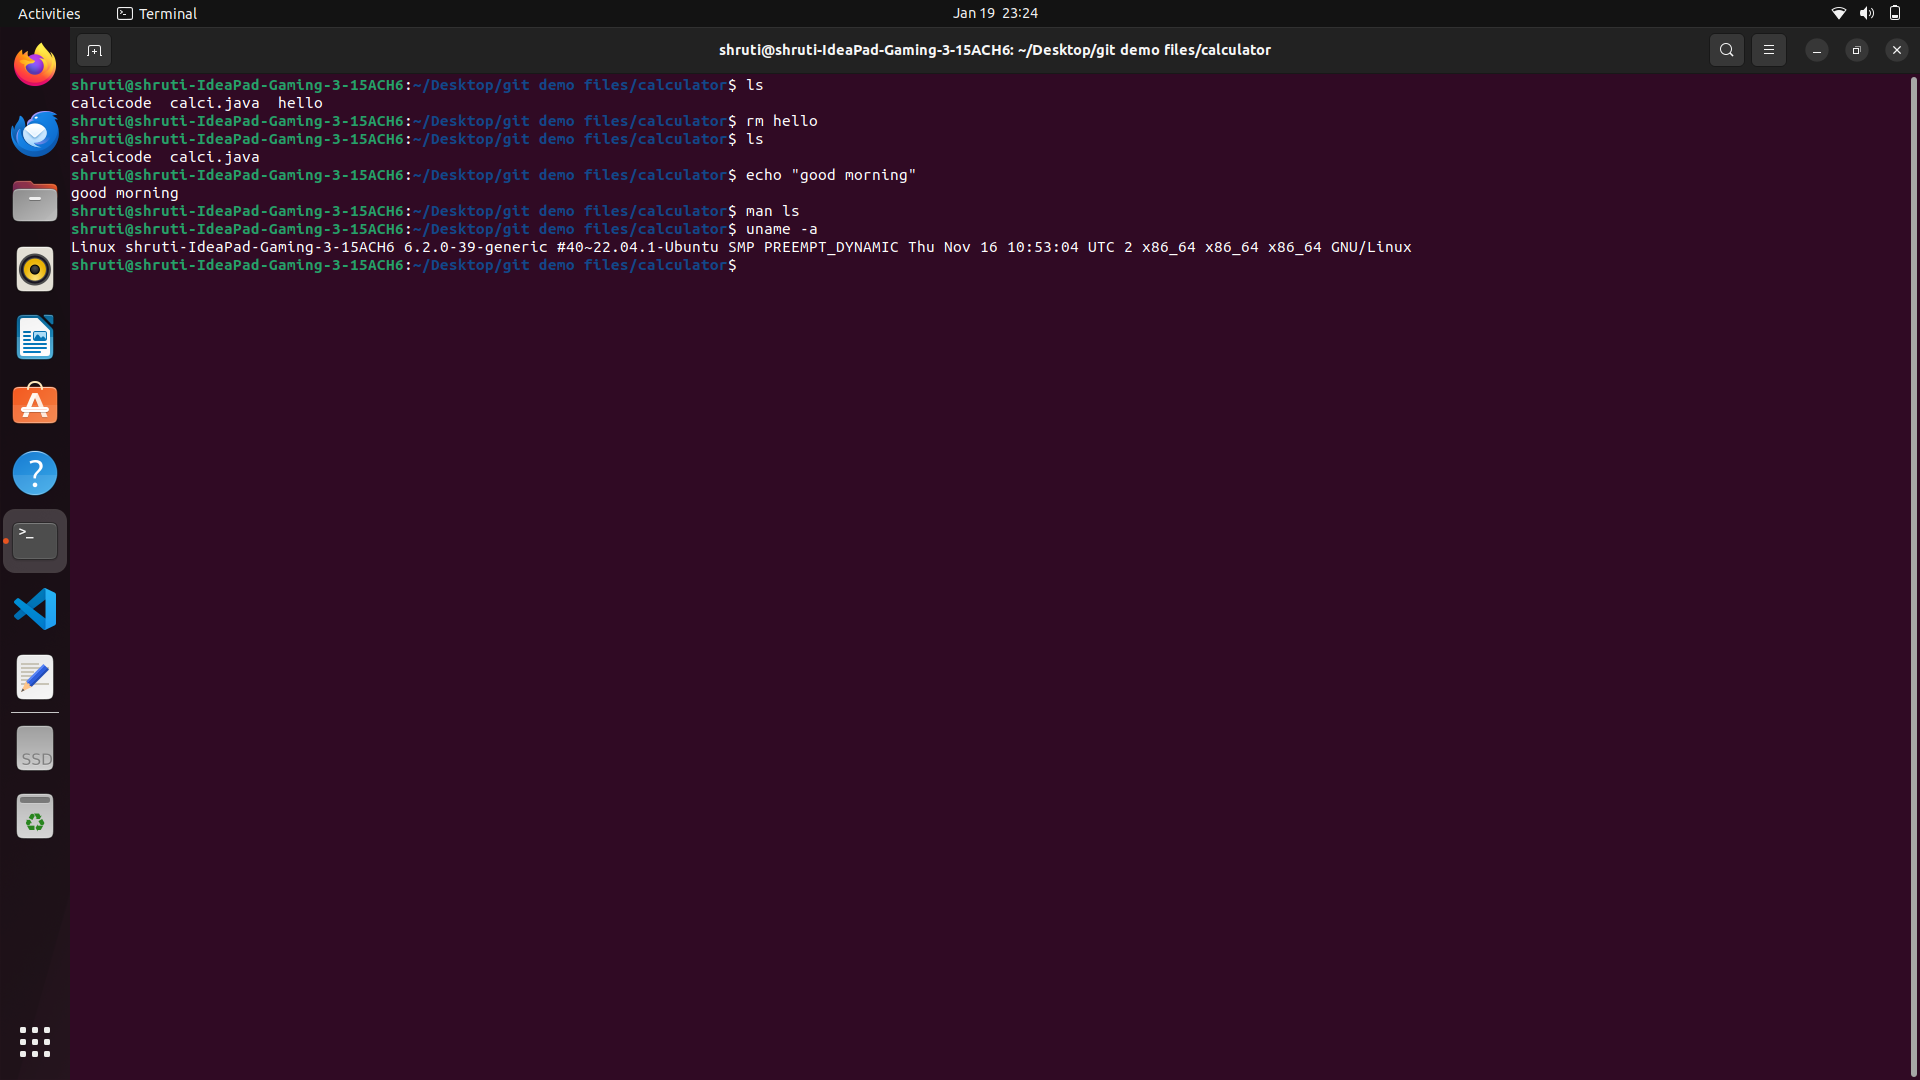 Activities Terminal Jan 19 23:24
shruti@shruti-IdeaPad-Gaming-3-15ACH6: ~/Desktop/git demo files/calculator
shruti@shruti-IdeaPad-Gaming-3-15ACH6:~/Desktop/git demo files/calculator$ ls
calcicode  calci.java  hello
shruti@shruti-IdeaPad-Gaming-3-15ACH6:~/Desktop/git demo files/calculator$ rm hello
shruti@shruti-IdeaPad-Gaming-3-15ACH6:~/Desktop/git demo files/calculator$ ls
calcicode  calci.java
shruti@shruti-IdeaPad-Gaming-3-15ACH6:~/Desktop/git demo files/calculator$ echo "good morning"
good morning
shruti@shruti-IdeaPad-Gaming-3-15ACH6:~/Desktop/git demo files/calculator$ man ls
shruti@shruti-IdeaPad-Gaming-3-15ACH6:~/Desktop/git demo files/calculator$ uname -a
Linux shruti-IdeaPad-Gaming-3-15ACH6 6.2.0-39-generic #40~22.04.1-Ubuntu SMP PREEMPT_DYNAMIC Thu Nov 16 10:53:04 UTC 2 x86_64 x86_64 x86_64 GNU/Linux
shruti@shruti-IdeaPad-Gaming-3-15ACH6:~/Desktop/git demo files/calculator$
SSD